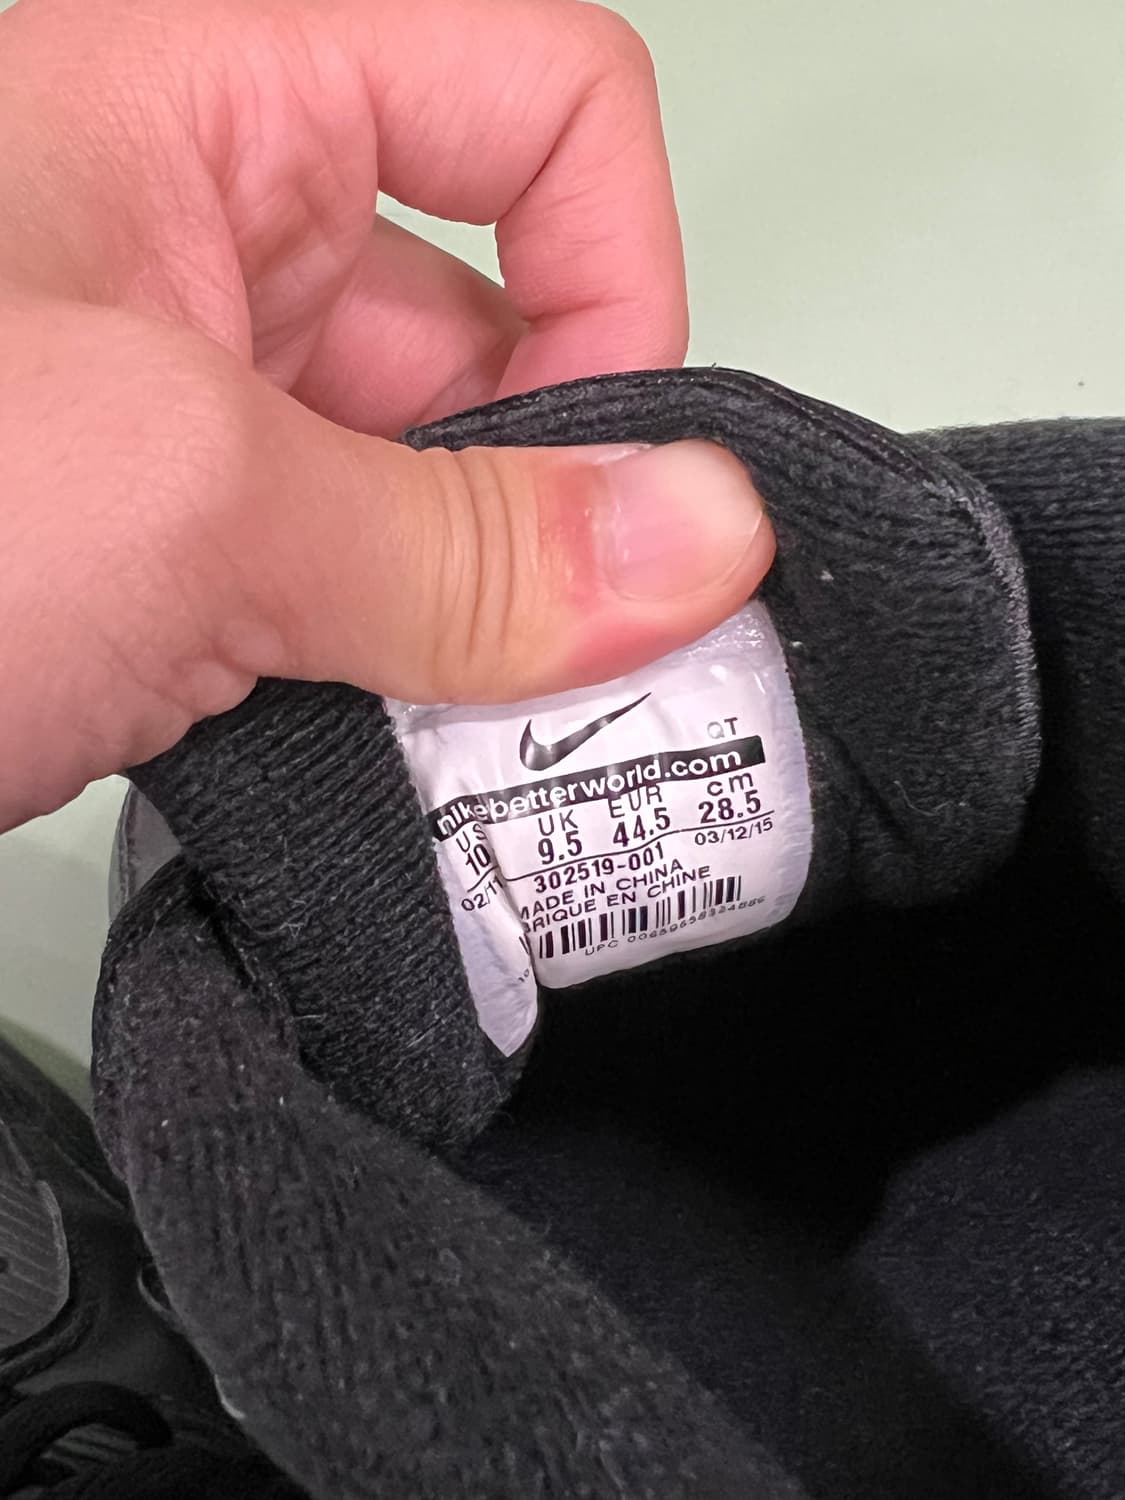 QT
nikebetterworld.com
US UK EUR cm
9.5 44.5 28.5
03/12/15
302519-001
MADE IN CHINA
BRIQUE EN CHINE
UPC